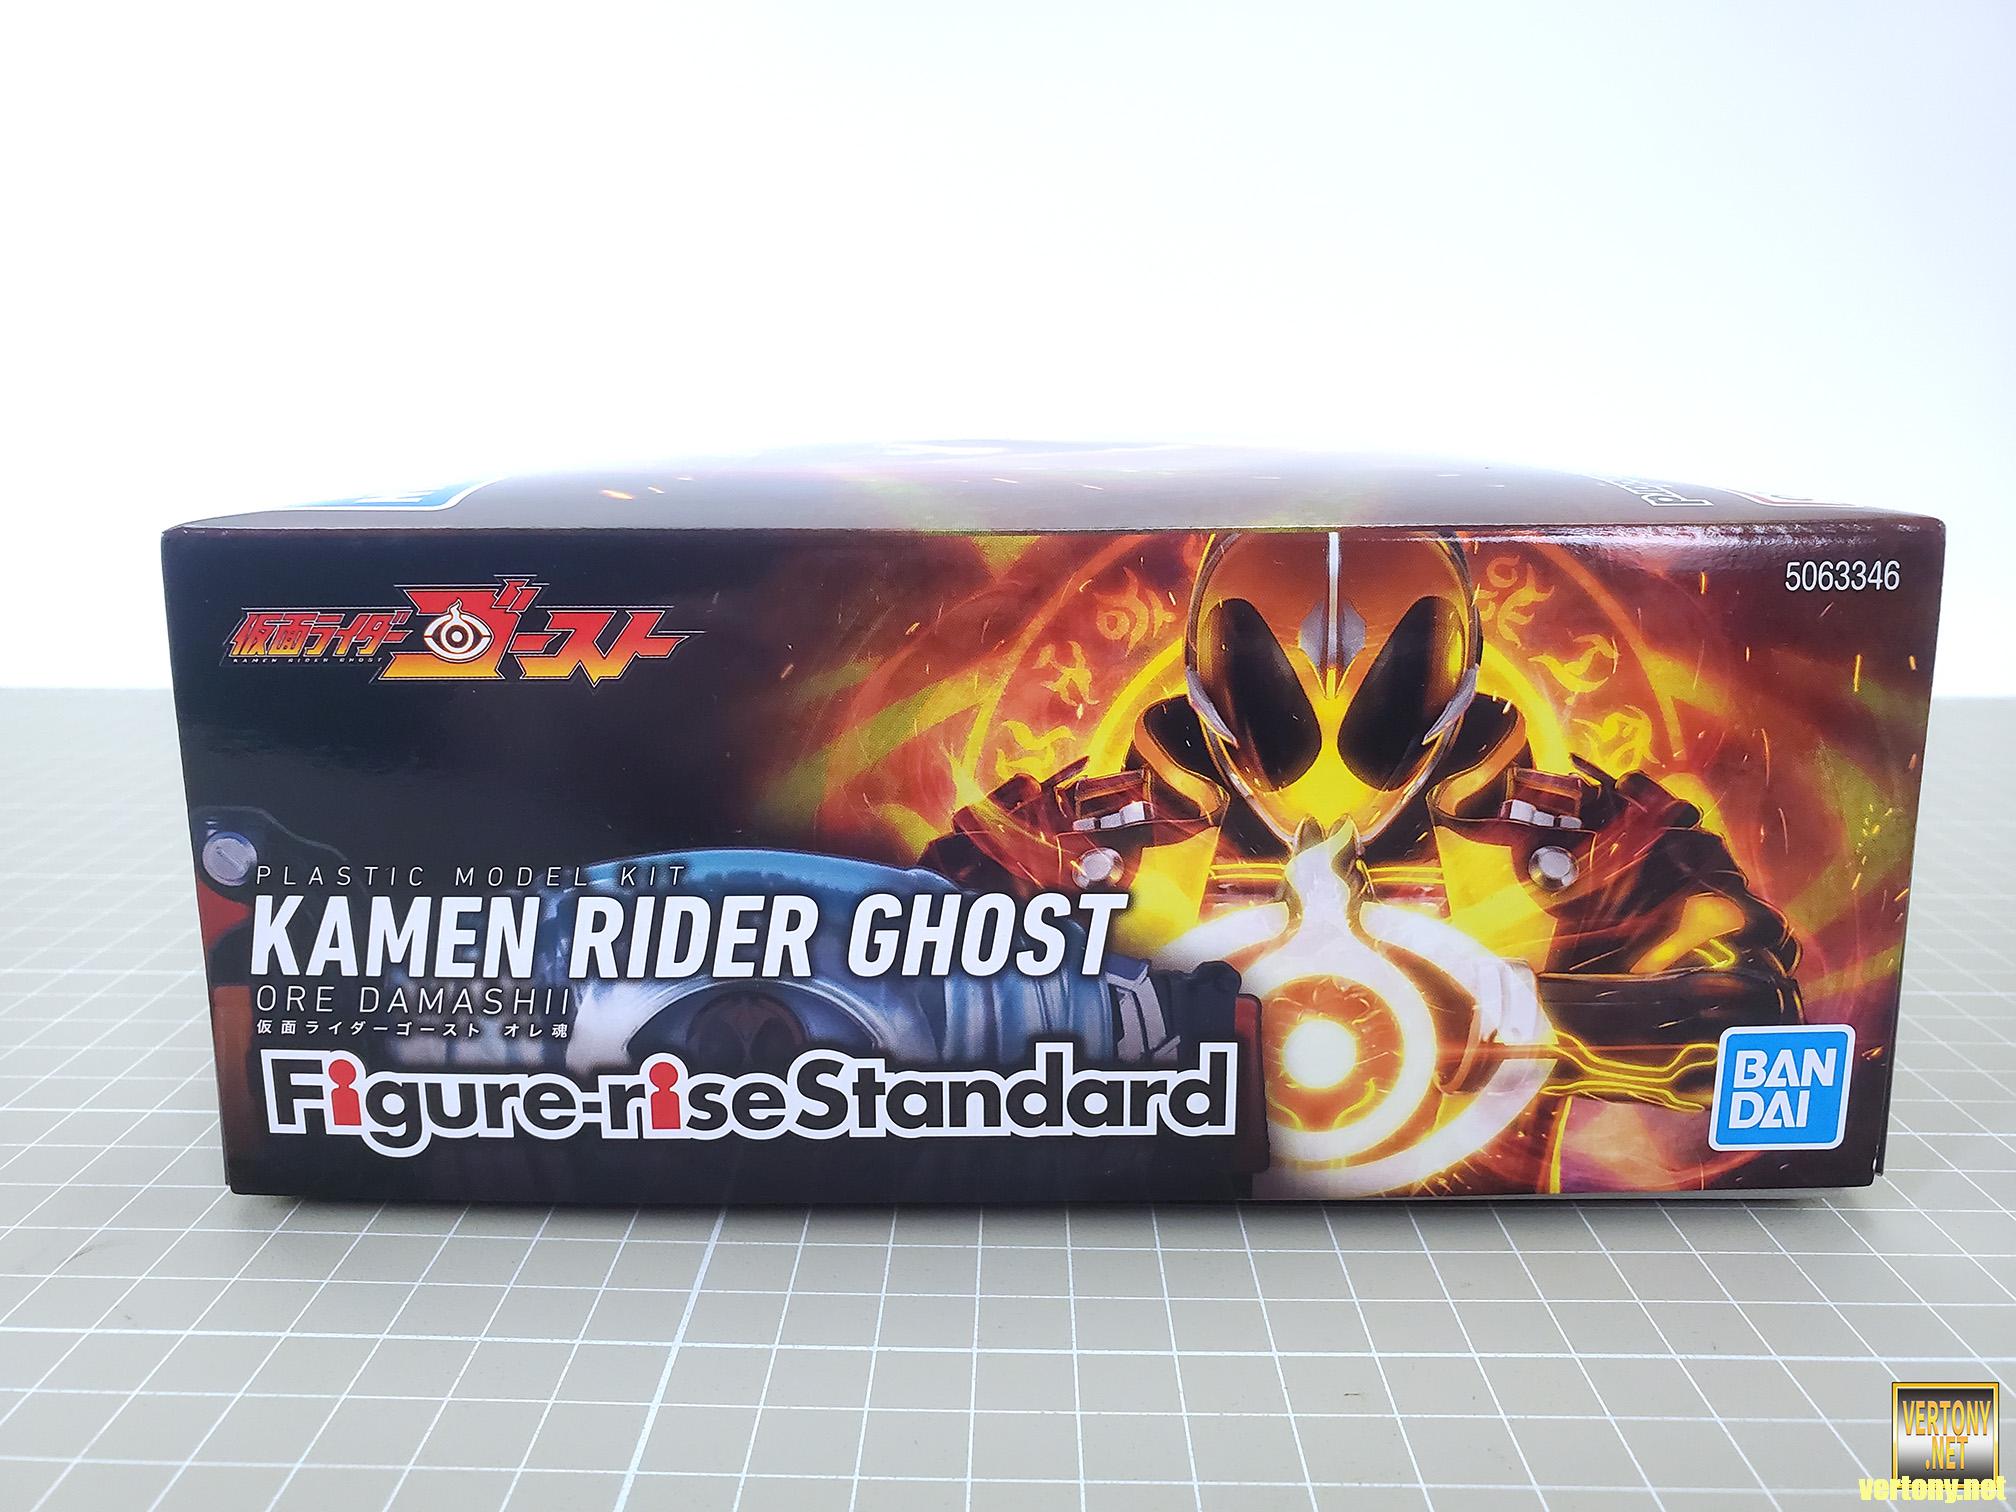 5063346
仮面ライダーゴースト
KAMEN RIDER GHOST
PLASTIC MODEL KIT
KAMEN RIDER GHOST
ORE DAMASHII
仮面ライダーゴースト オレ魂
Figure-riseStandard
BAN
DAI
VERTONY
.NET
vertony.net